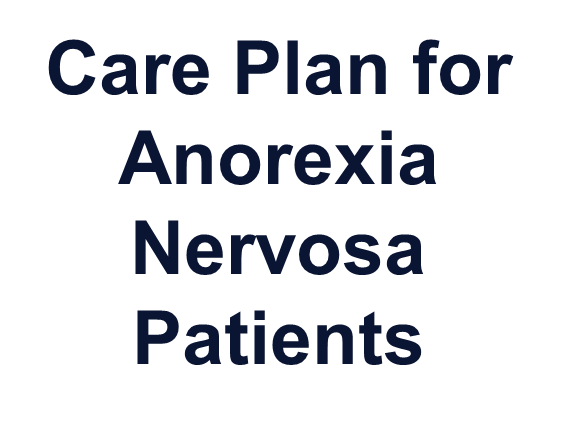 Care Plan for
Anorexia
Nervosa
Patients